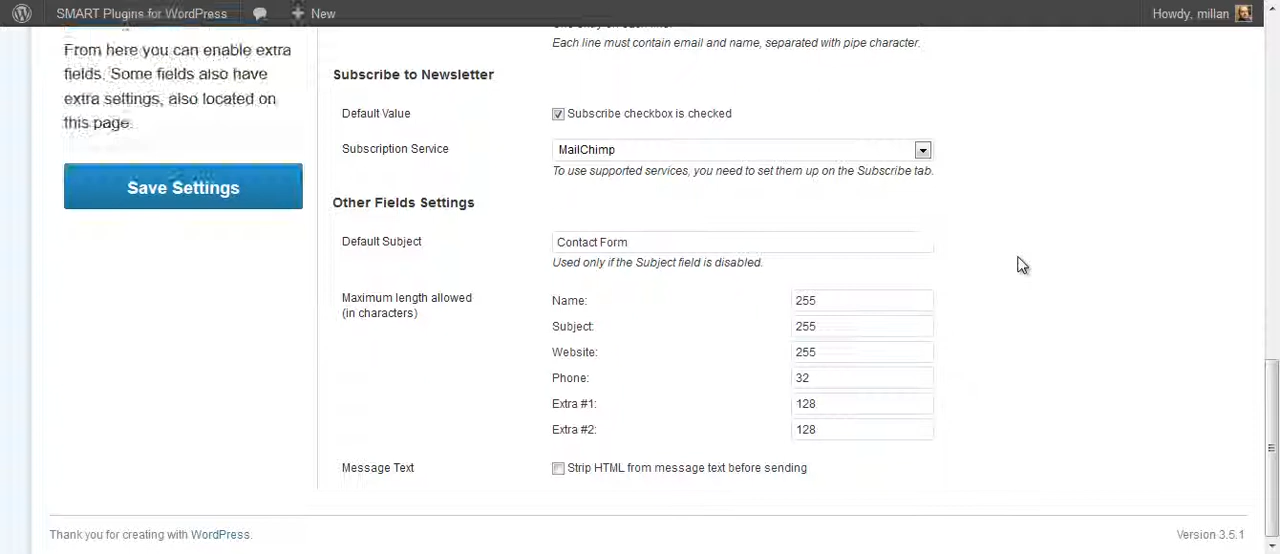 SMART Plugins for WordPress New Howdy, millan
From here you can enable extra
fields. Some fields also have
extra settings, also located on
this page.
Save Settings
Each line must contain email and name, separated with pipe character.
Subscribe to Newsletter
Default Value Subscribe checkbox is checked
Subscription Service MailChimp
To use supported services, you need to set them up on the Subscribe tab.
Other Fields Settings
Default Subject Contact Form
Used only if the Subject field is disabled.
Maximum length allowed
(in characters)
Name: 255
Subject: 255
Website: 255
Phone: 32
Extra #1: 128
Extra #2: 128
Message Text Strip HTML from message text before sending
Thank you for creating with WordPress. Version 3.5.1